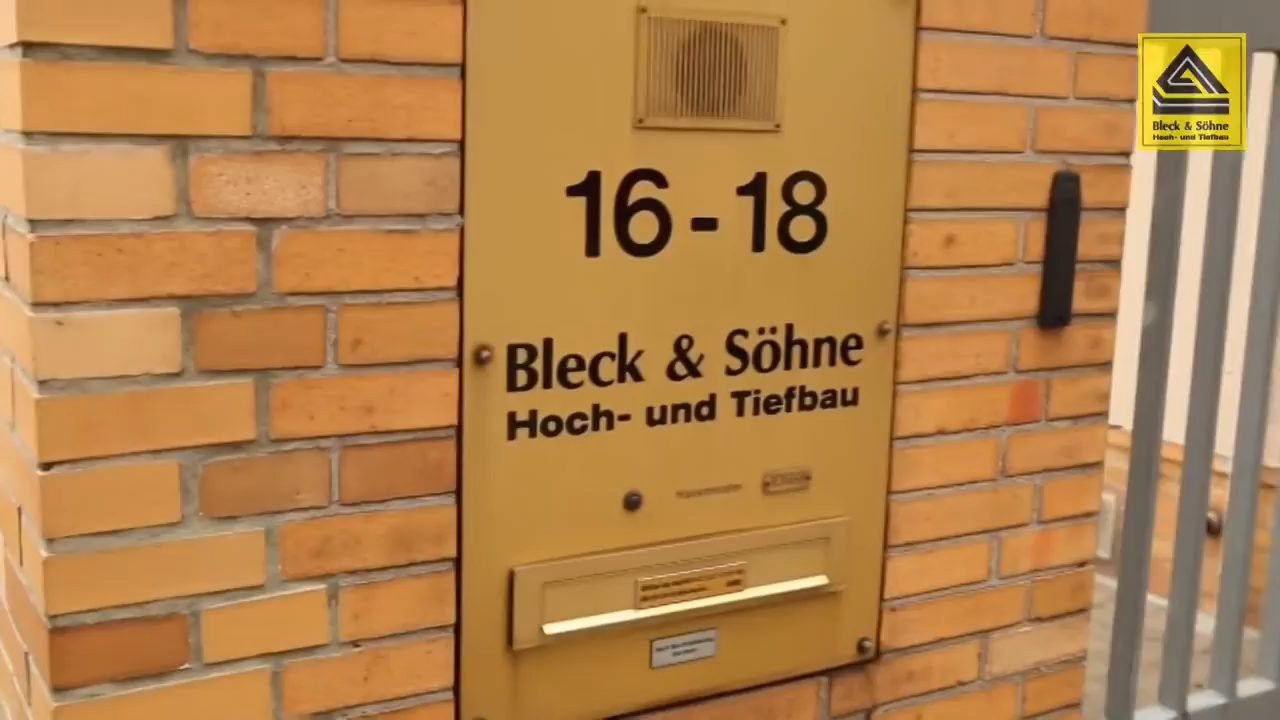 Bleck & Söhne
Hoch- und Tiefbau
16-18
Bleck & Söhne
Hoch- und Tiefbau